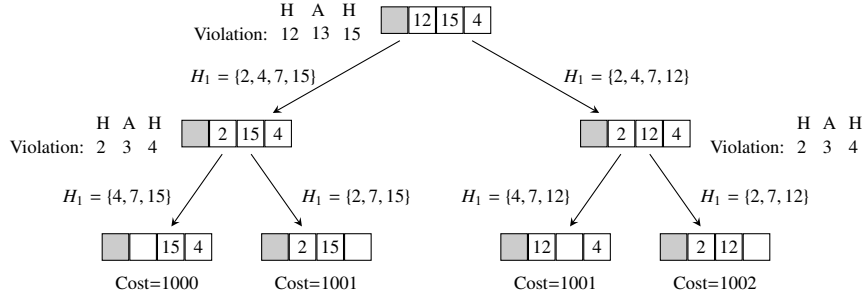 H A H
Violation: 12 13 15
12 15 4
H₁ = {2, 4, 7, 15}
H₁ = {2, 4, 7, 12}
H A H
Violation: 2 3 4
2 15 4
2 12 4
H A H
Violation: 2 3 4
H₁ = {4, 7, 15}
H₁ = {2, 7, 15}
H₁ = {4, 7, 12}
H₁ = {2, 7, 12}
15 4
2 15
12 4
2 12
Cost=1000
Cost=1001
Cost=1001
Cost=1002